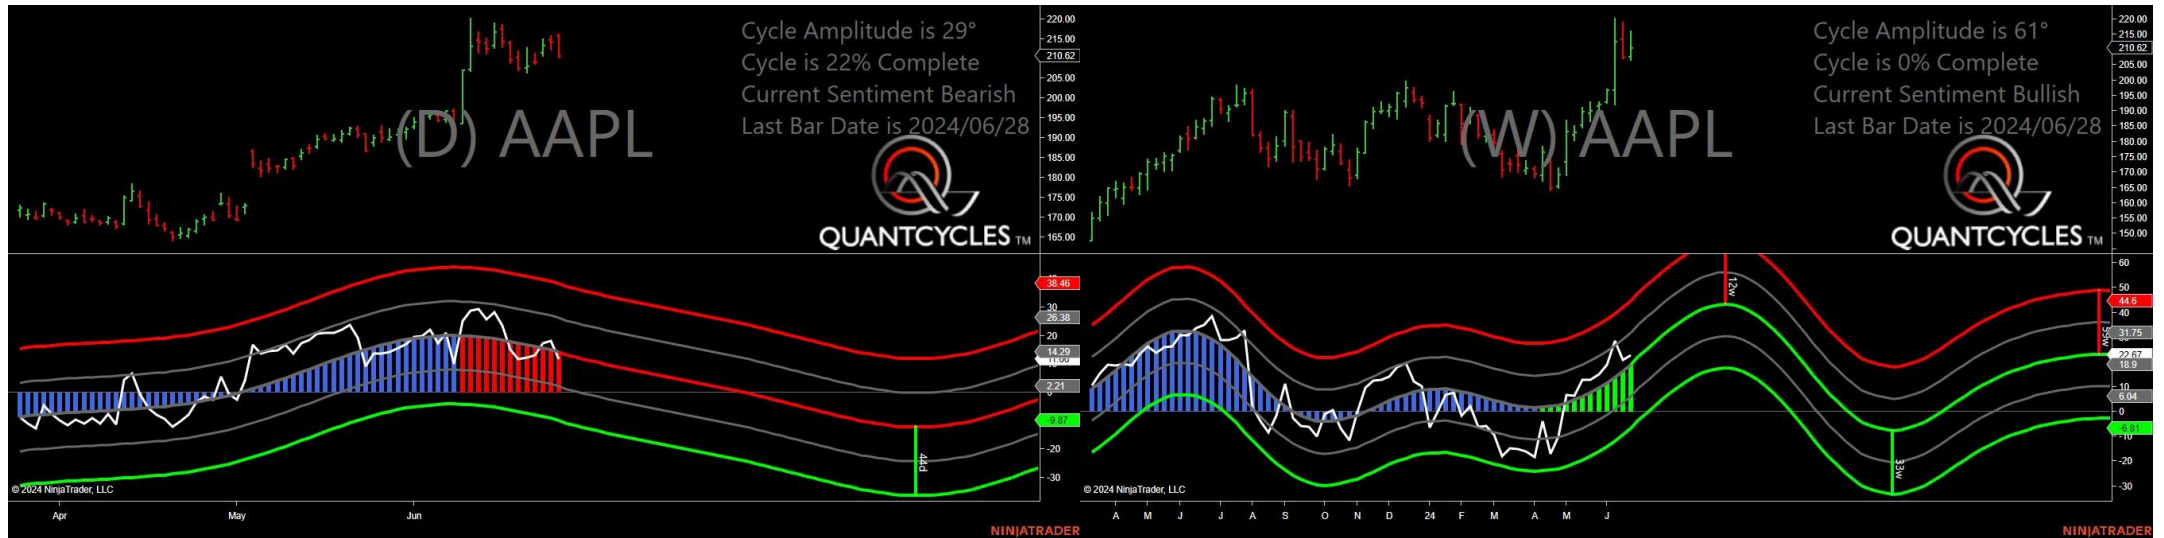 Cycle Amplitude is 29°
Cycle is 22% Complete
Current Sentiment Bearish
Last Bar Date is 2024/06/28
(D) AAPL
QUANTCYCLES TM
220.00
215.00
210.62
205.00
200.00
195.00
190.00
185.00
180.00
175.00
170.00
165.00
38.46
30
26.38
20
14.29
2.21
0
-9.87
-20
-30
44d
© 2024 NinjaTrader, LLC
Apr May Jun
NINJATRADER
Cycle Amplitude is 61°
Cycle is 0% Complete
Current Sentiment Bullish
Last Bar Date is 2024/06/28
(W) AAPL
QUANTCYCLES TM
220.00
215.00
210.62
205.00
200.00
195.00
190.00
185.00
180.00
175.00
170.00
165.00
160.00
155.00
150.00
60
50
44.6
40
31.75
22.67
18.9
10
6.04
0
-6.81
-10
-20
-30
12w
33w
© 2024 NinjaTrader, LLC
A M J J A S O N D 24 F M A M J
NINJATRADER